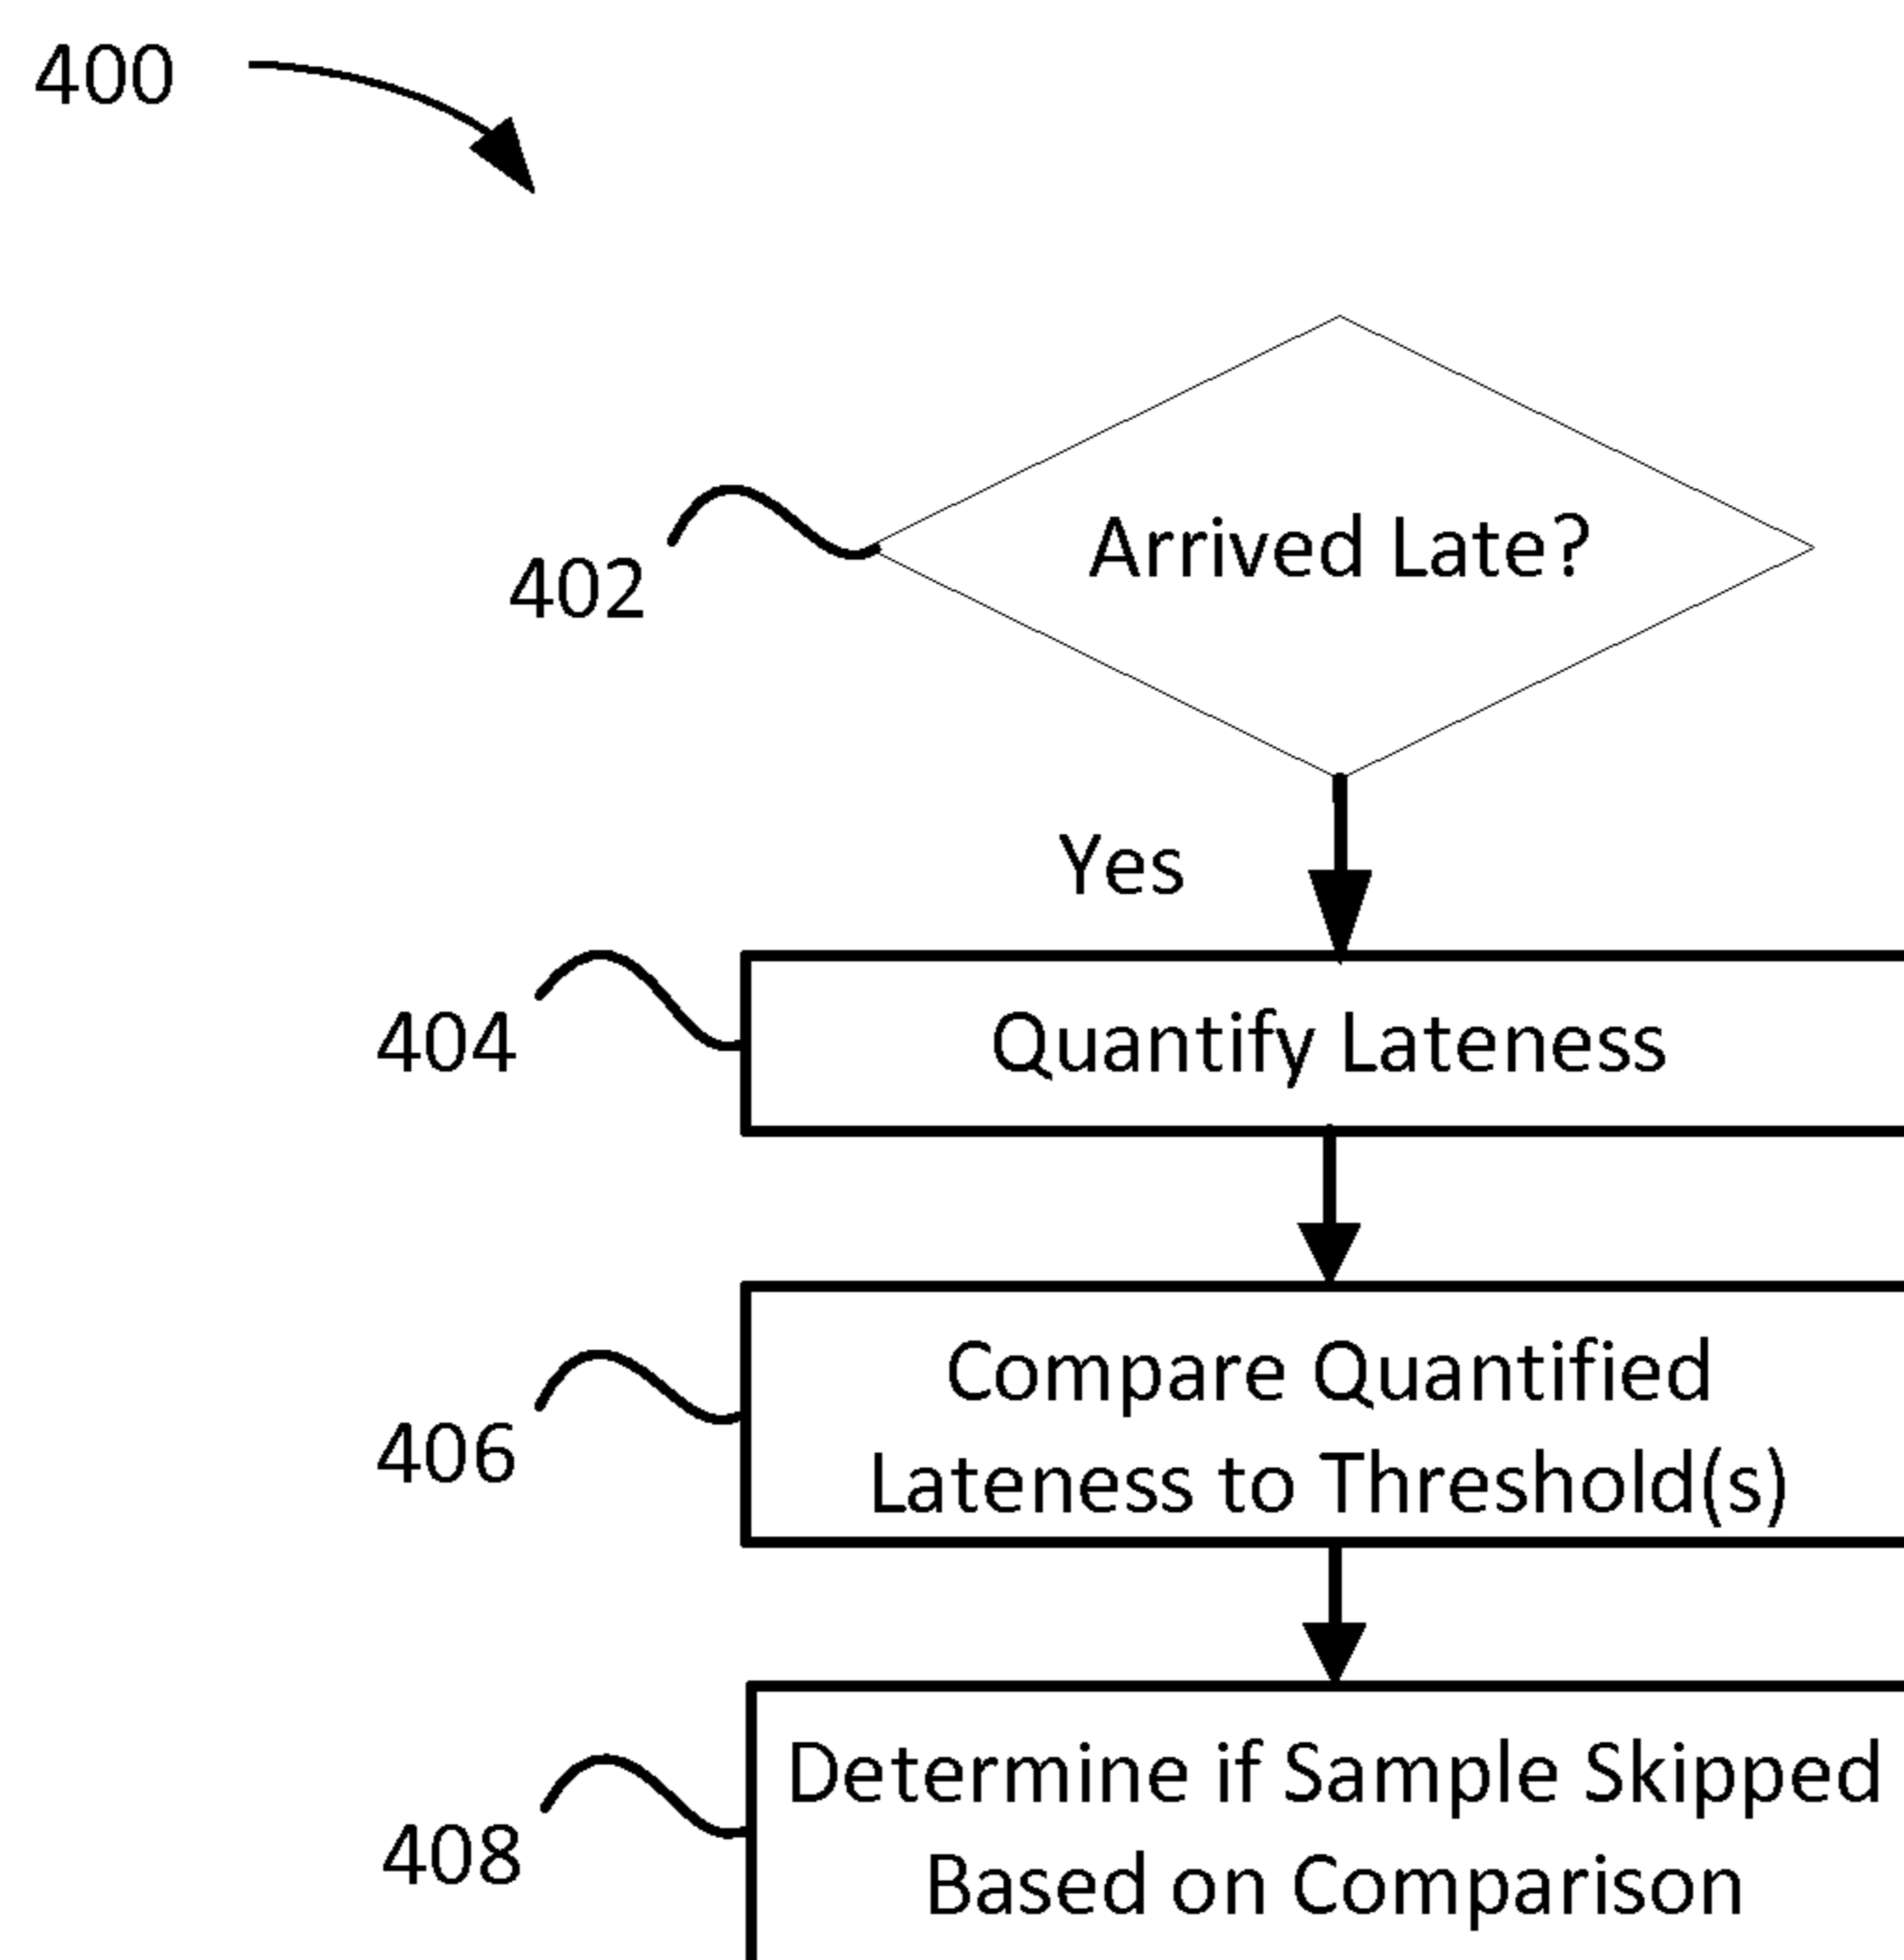 400
Arrived Late?
402
Yes
Quantify Lateness
404
Compare Quantified
Lateness to Threshold(s)
406
Determine if Sample Skipped
Based on Comparison
408